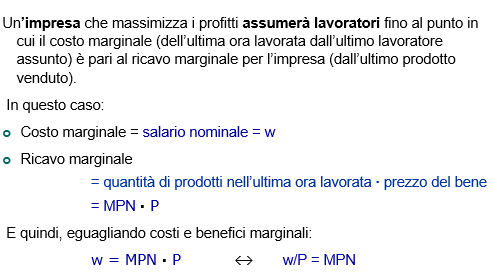 Un'impresa che massimizza i profitti assumerà lavoratori fino al punto in
cui il costo marginale (dell'ultima ora lavorata dall'ultimo lavoratore
assunto) è pari al ricavo marginale per l'impresa (dall'ultimo prodotto
venduto).
In questo caso:
Costo marginale = salario nominale = w
Ricavo marginale
= quantità di prodotti nell'ultima ora lavorata · prezzo del bene
= MPN · P
E quindi, eguagliando costi e benefici marginali:
w = MPN · P ↔ w/P = MPN